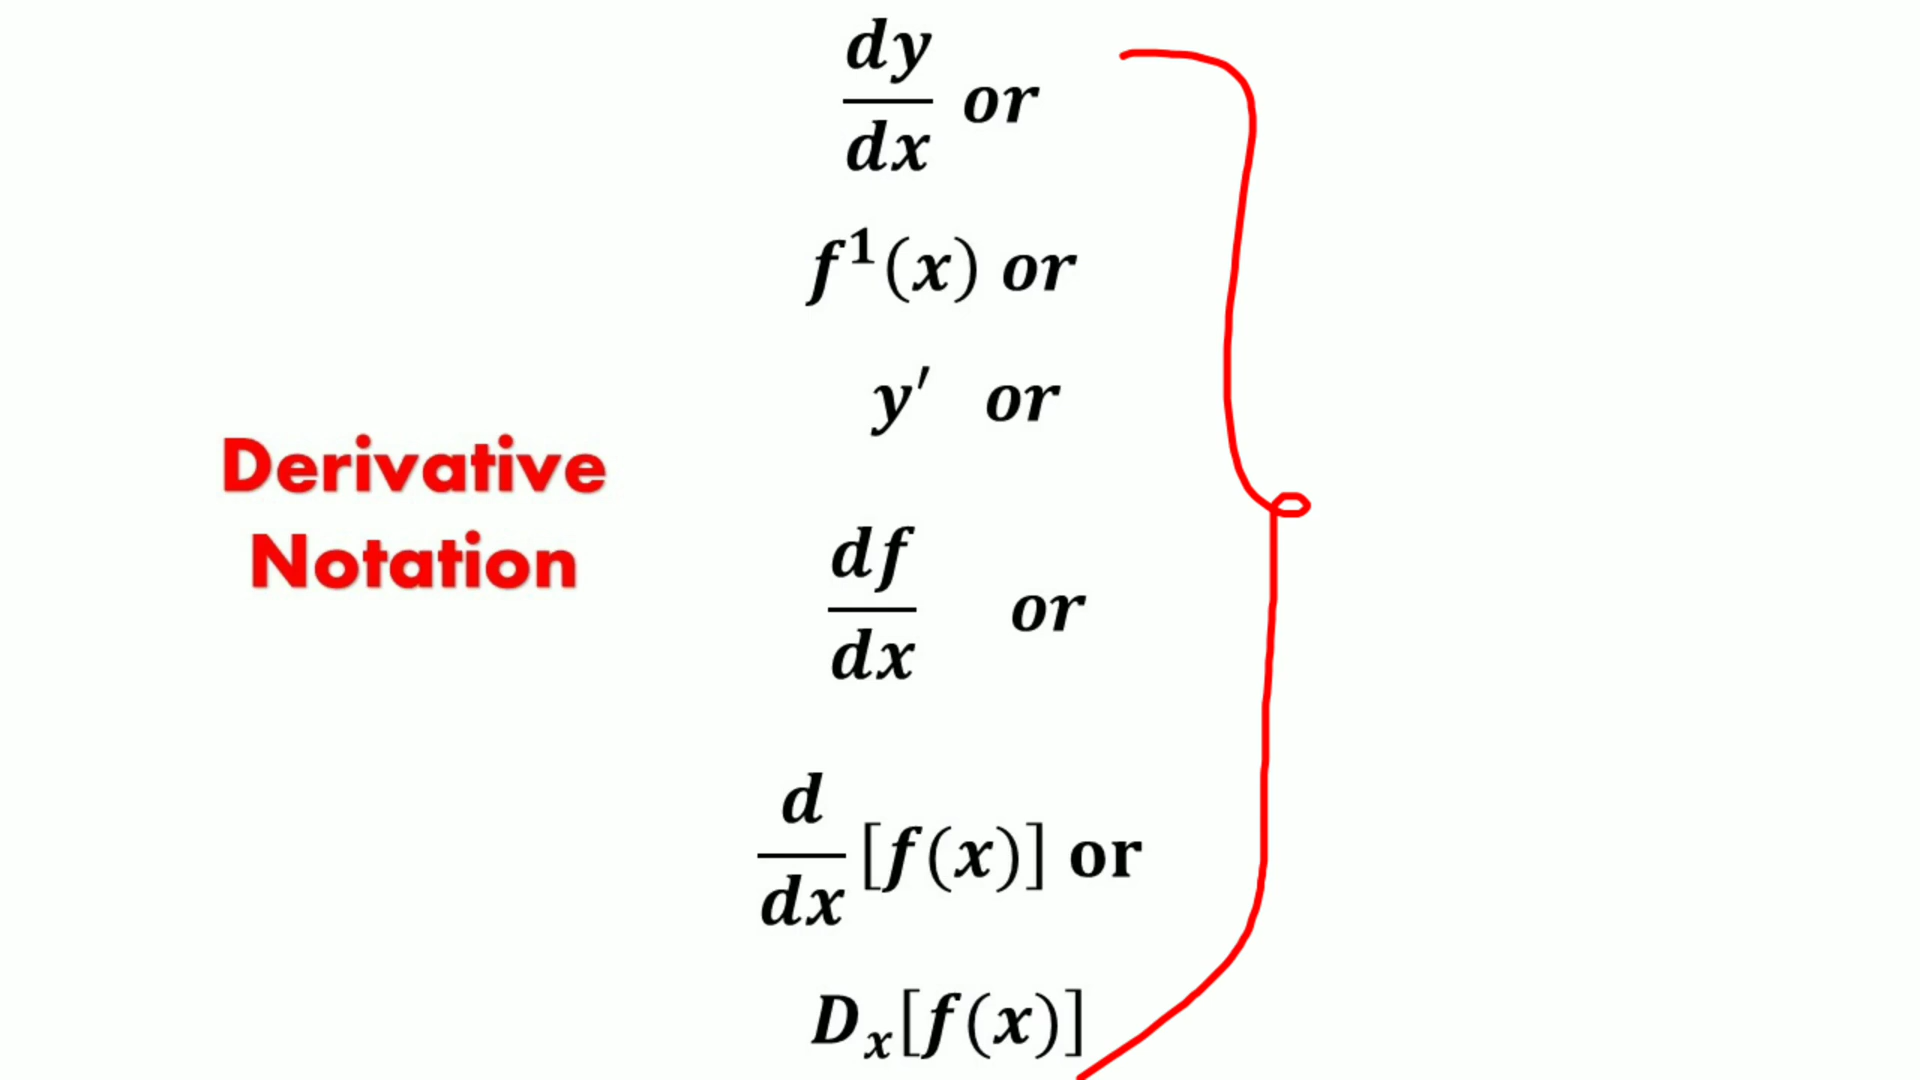 Derivative
Notation
dy/dx or
f¹(x) or
y′ or
df/dx or
d/dx [f(x)] or
Dₓ[f(x)]